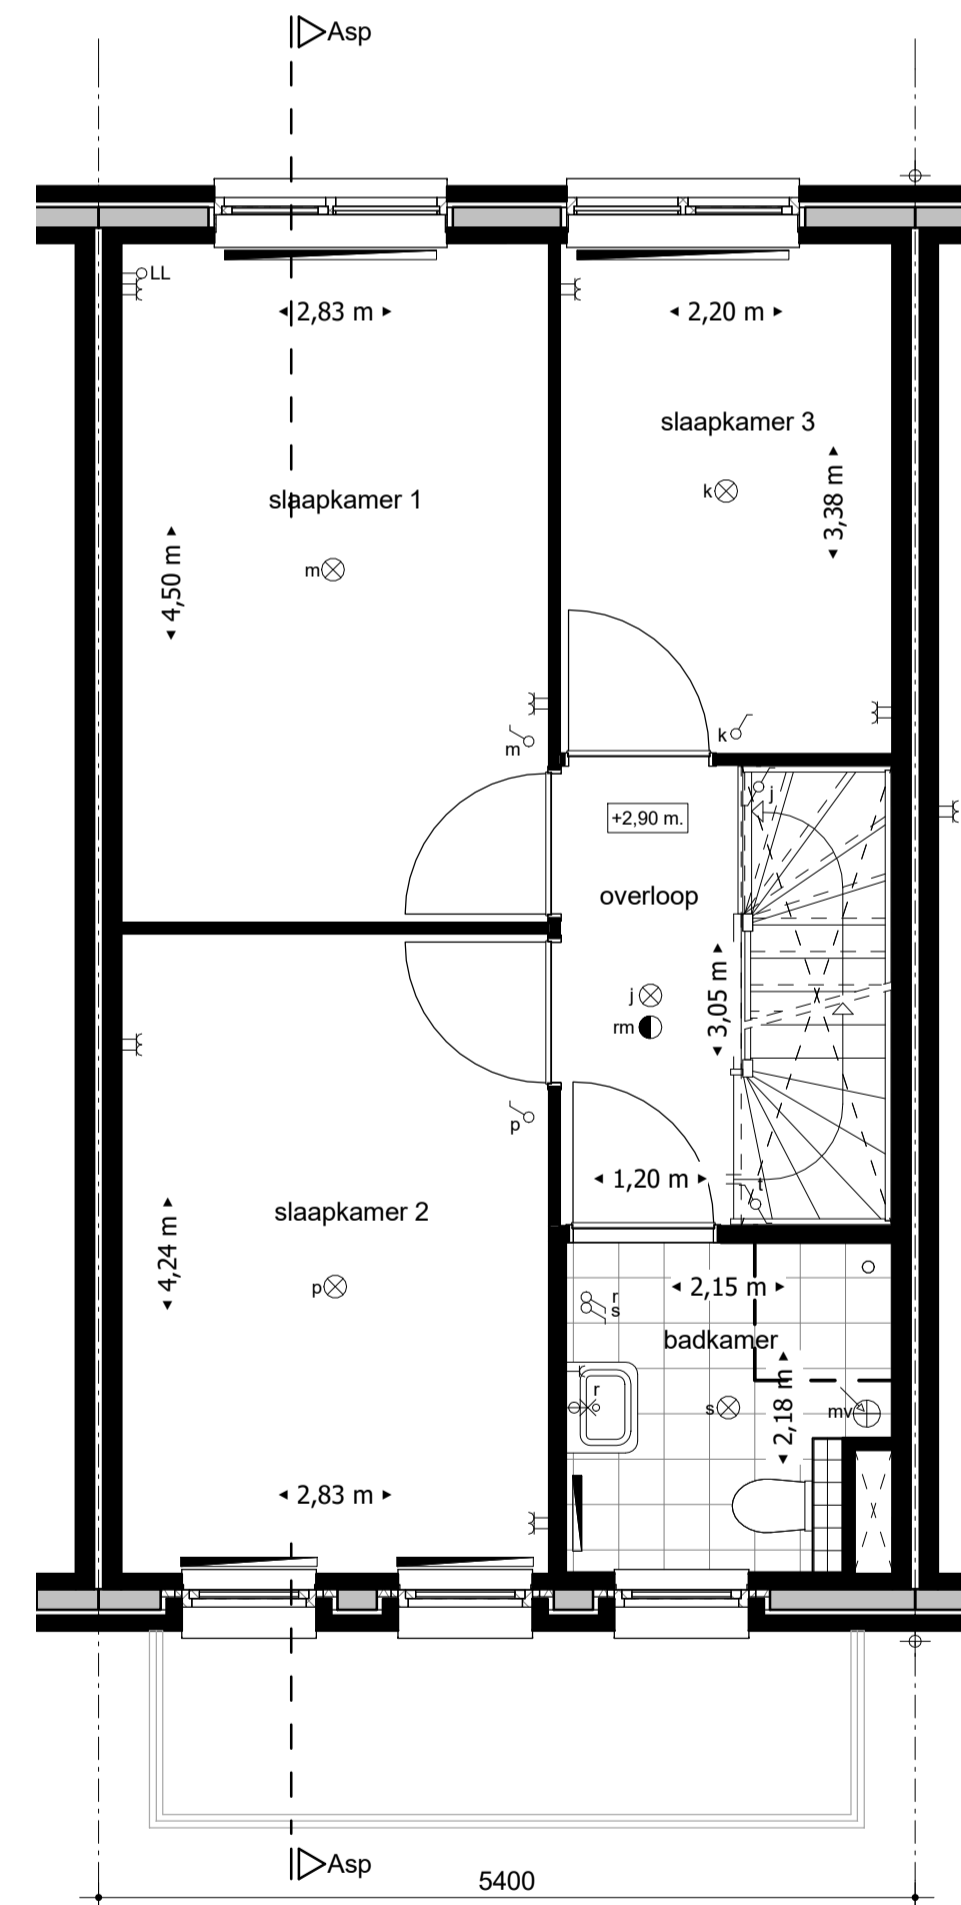 Asp
LL
2,83 m
2,20 m
slaapkamer 3
k
3,38 m
slaapkamer 1
m
4,50 m
m
k
j
+2,90 m.
overloop
j
rm
3,05 m
p
1,20 m
t
slaapkamer 2
4,24 m
p
2,15 m
r
s
badkamer
r
s
mv
2,18 m
2,83 m
Asp
5400